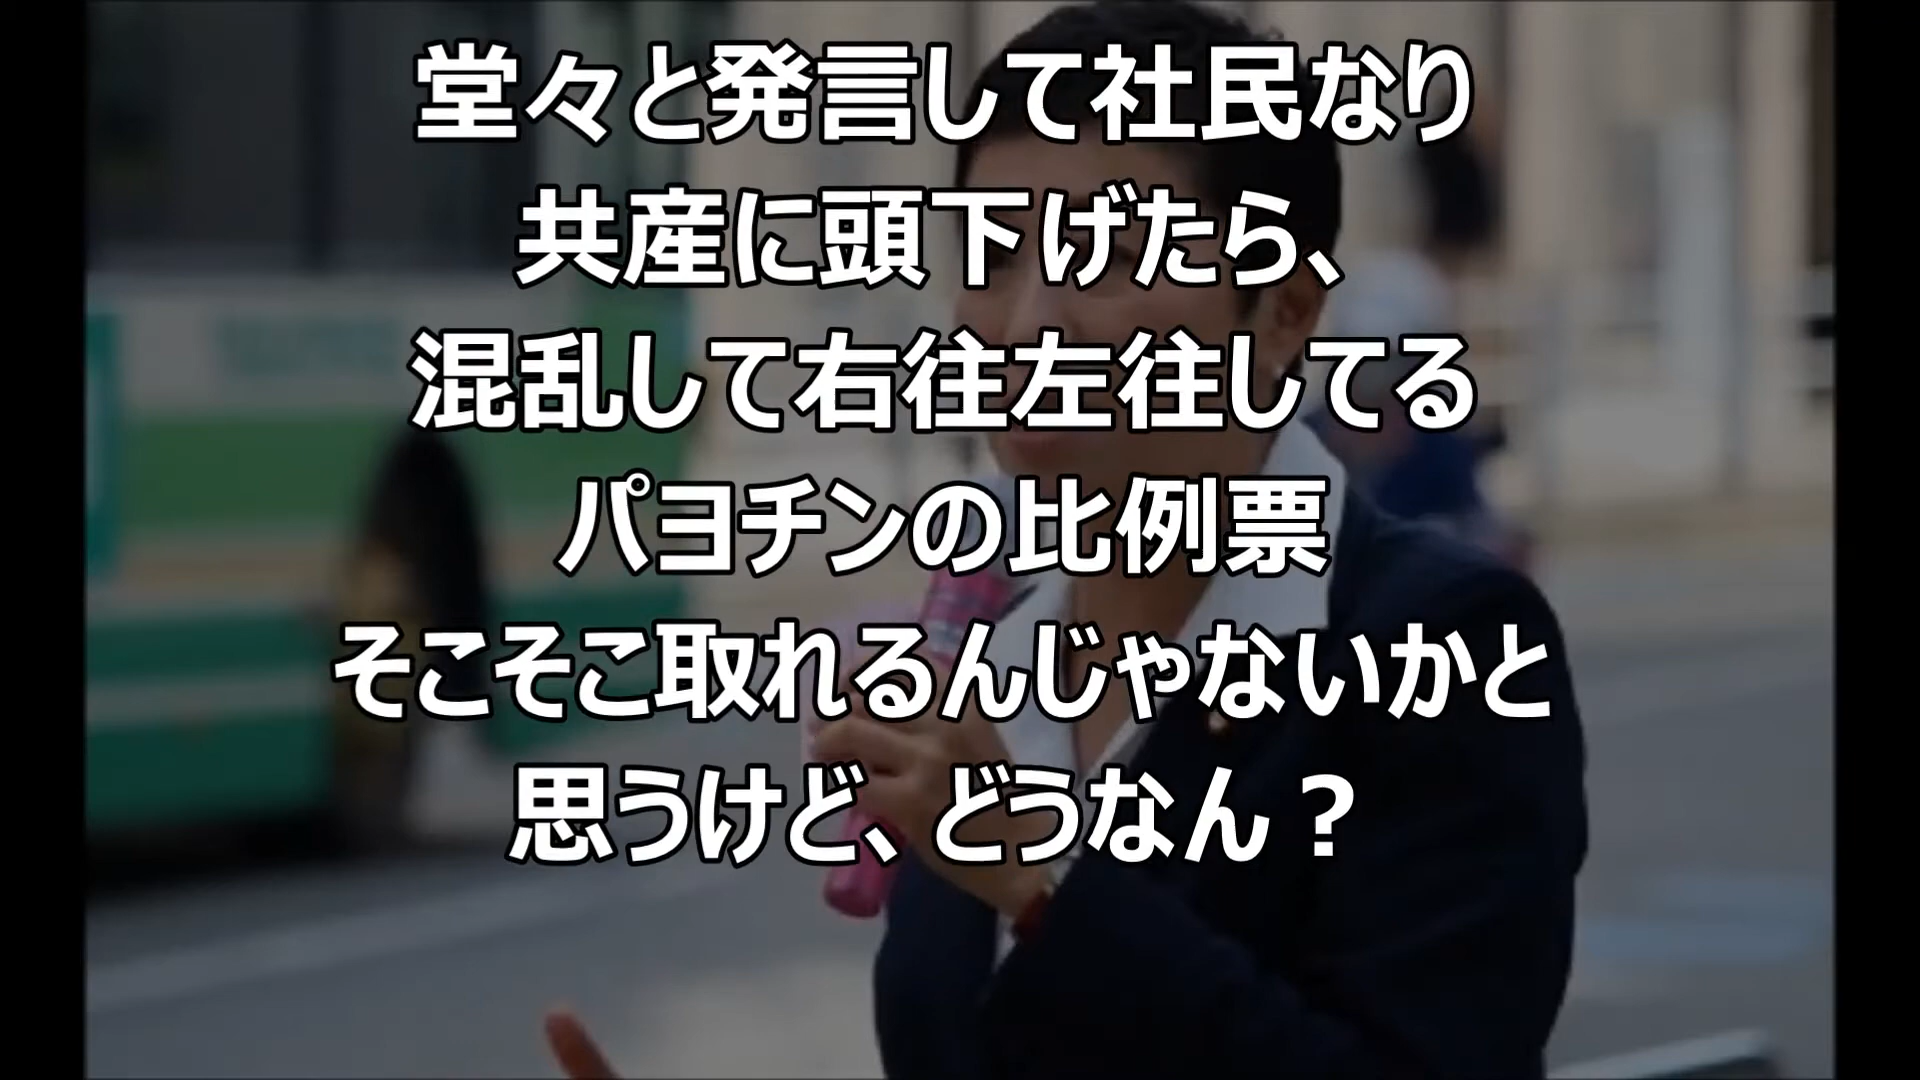 堂々と発言して社民なり
共産に頭下げたら、
混乱して右往左往してる
パヨチンの比例票
そこそこ取れるんじゃないかと
思うけど、どうなん？